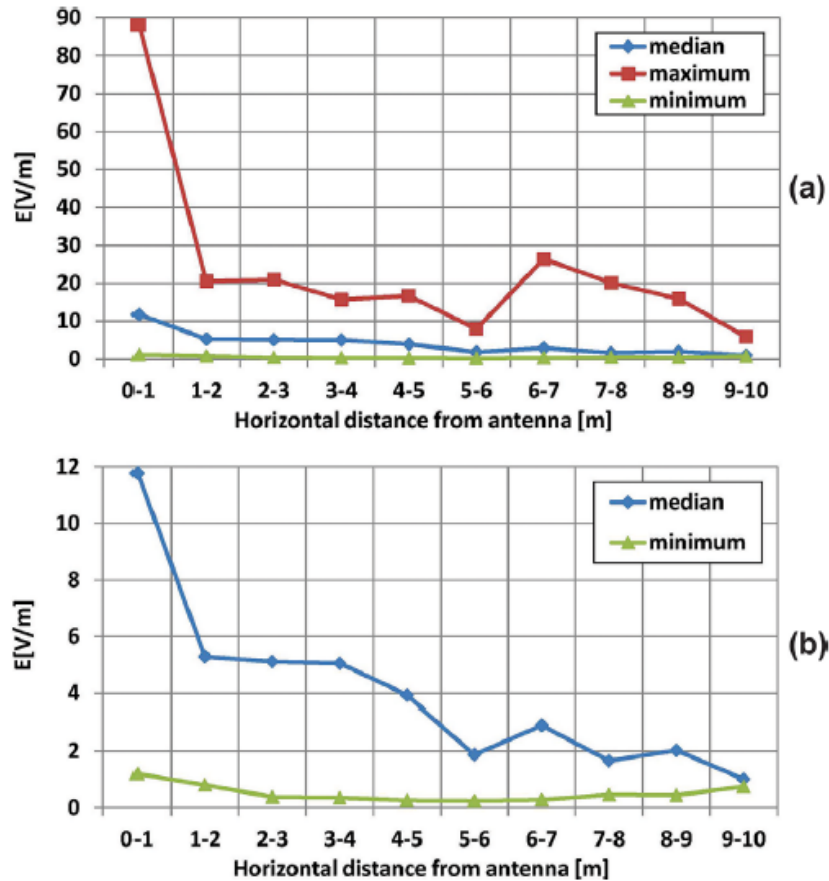 90
80
70
60
50
40
30
20
10
0
E[V/m]
median
maximum
minimum
(a)
0-1 1-2 2-3 3-4 4-5 5-6 6-7 7-8 8-9 9-10
Horizontal distance from antenna [m]
12
10
8
6
4
2
0
E[V/m]
median
minimum
(b)
0-1 1-2 2-3 3-4 4-5 5-6 6-7 7-8 8-9 9-10
Horizontal distance from antenna [m]